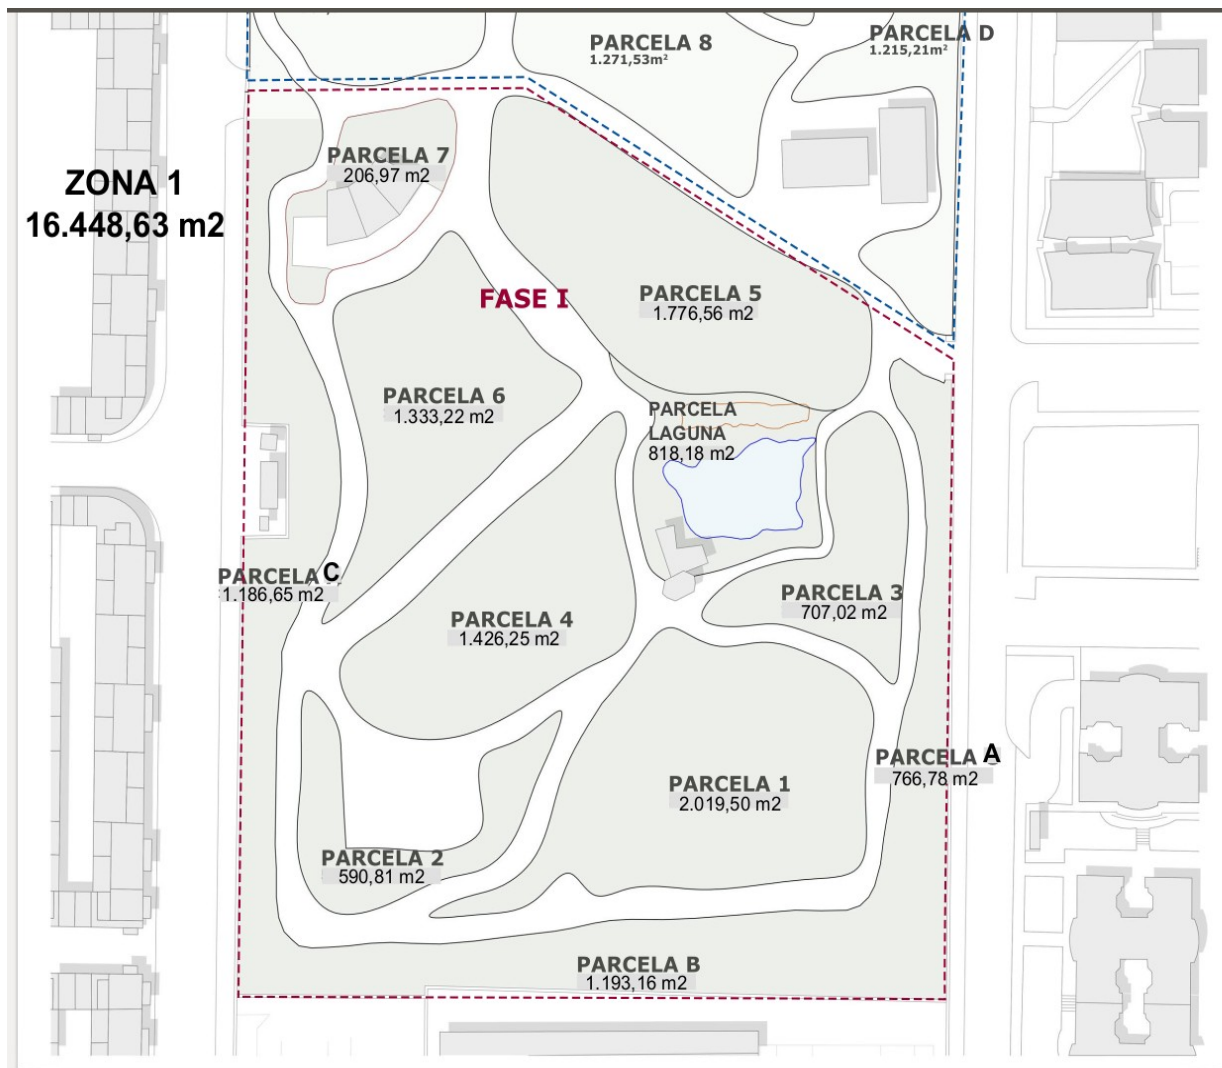 PARCELA 8
1.271,53m²
PARCELA D
1.215,21m²
PARCELA 7
206,97 m2
ZONA 1
16.448,63 m2
FASE I
PARCELA 5
1.776,56 m2
PARCELA 6
1.333,22 m2
PARCELA
LAGUNA
818,18 m2
PARCELA C
1.186,65 m2
PARCELA 3
707,02 m2
PARCELA 4
1.426,25 m2
PARCELA A
766,78 m2
PARCELA 1
2.019,50 m2
PARCELA 2
590,81 m2
PARCELA B
1.193,16 m2